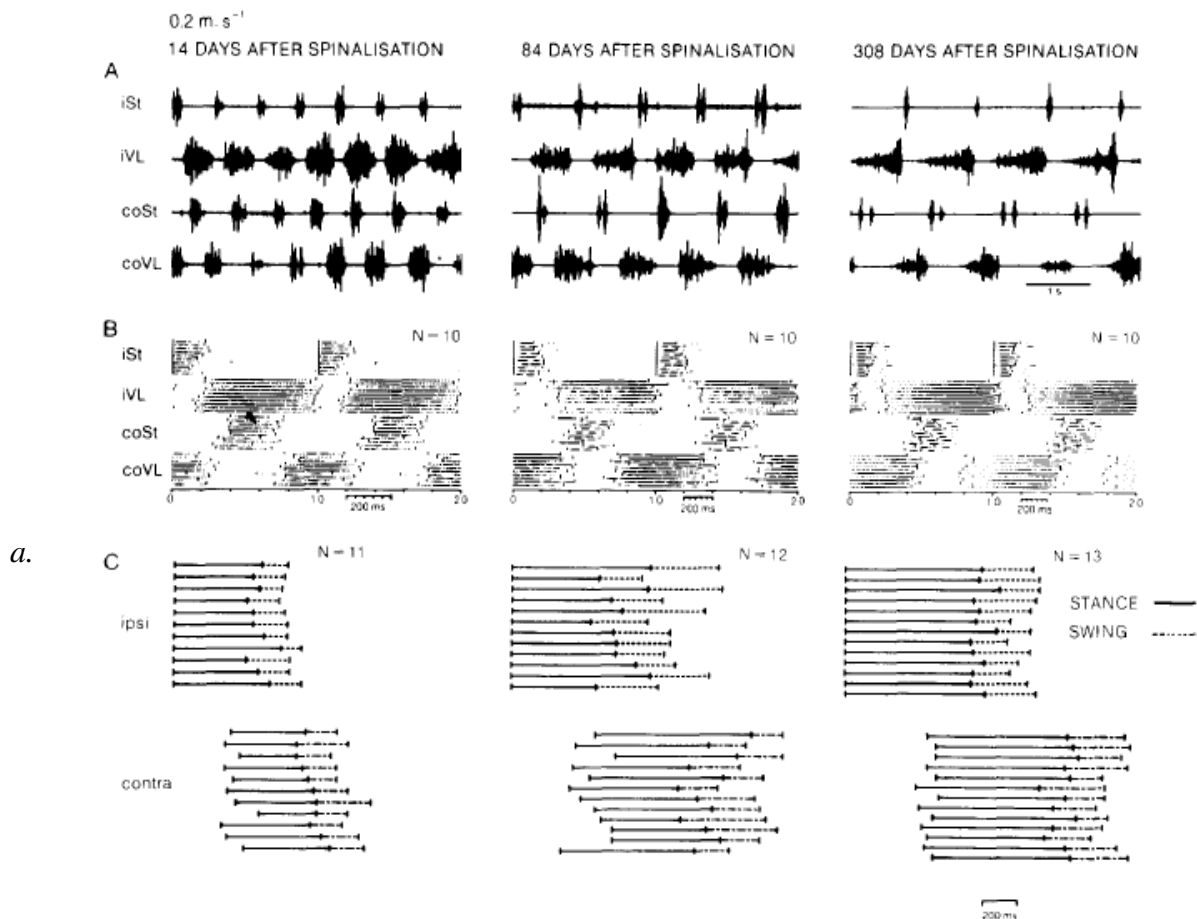 0.2 m. s⁻¹
14 DAYS AFTER SPINALISATION
84 DAYS AFTER SPINALISATION
308 DAYS AFTER SPINALISATION
A
iSt
iVL
coSt
coVL
1 s
B
N = 10
N = 10
N = 10
iSt
iVL
coSt
coVL
0 10 20
200 ms
0 10 20
200 ms
0 10 20
200 ms
a.
C
N = 11
N = 12
N = 13
ipsi
STANCE
SWING
contra
200 ms